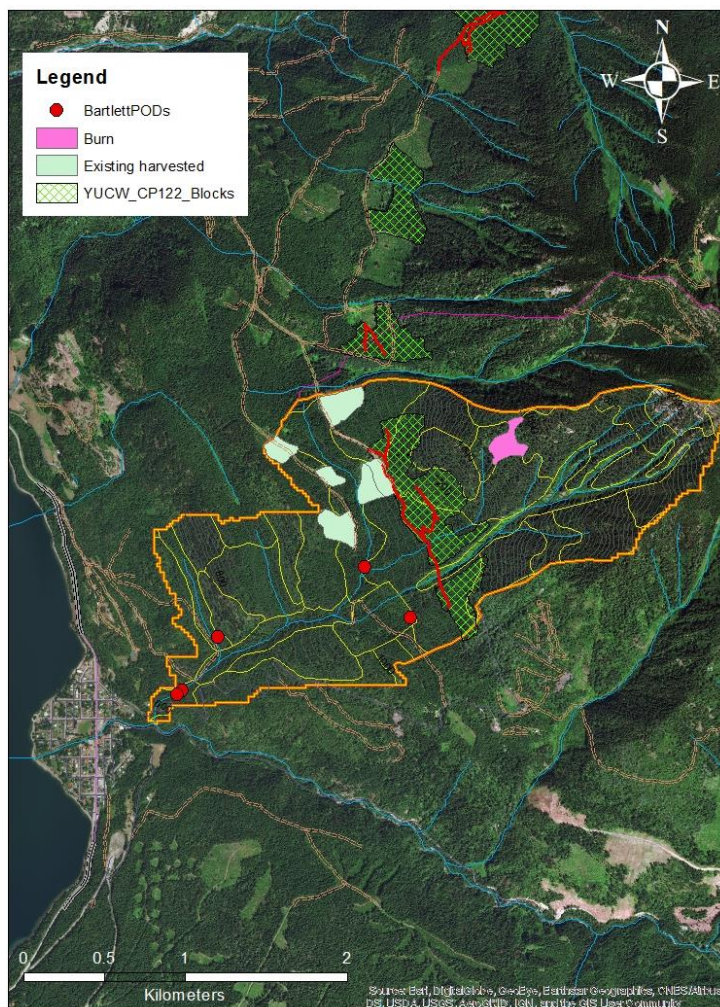 Legend
BartlettPODs
Burn
Existing harvested
YUCW_CP122_Blocks
N
W
E
S
0 0.5 1 2
Kilometers
Source: Esri, DigitalGlobe, GeoEye, Earthstar Geographics, CNES/Airbus
DS, USDA, USGS, AeroGRID, IGN, and the GIS User Community